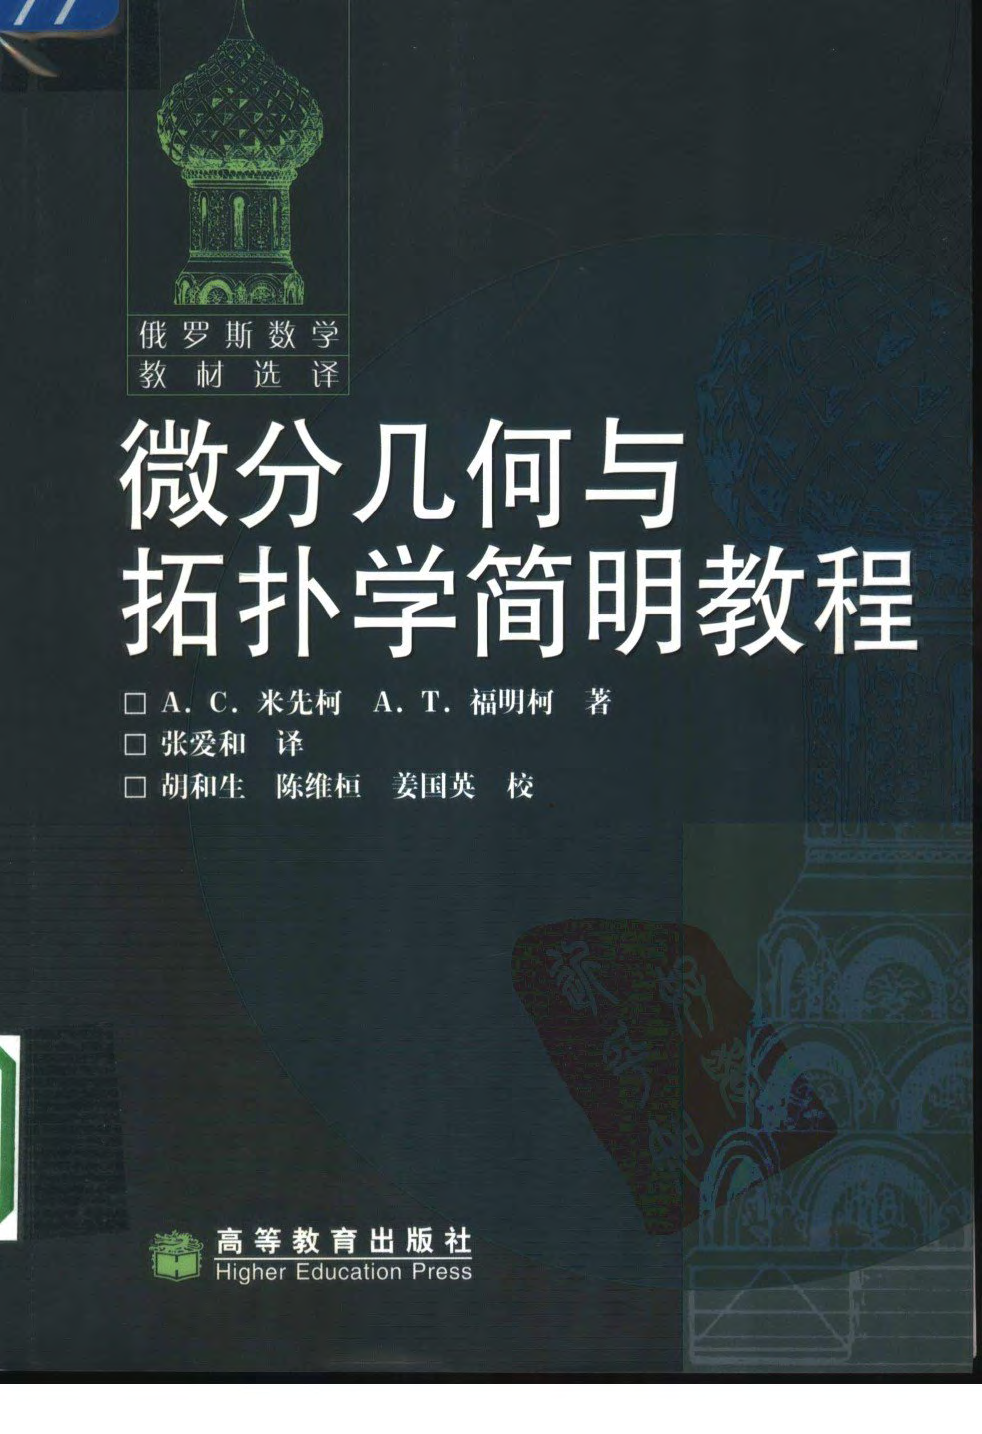 俄罗斯数学
教材选译
微分几何与
拓扑学简明教程
□ A. C. 米先柯 A. T. 福明柯 著
□ 张爱和 译
□ 胡和生 陈维桓 姜国英 校
高等教育出版社
Higher Education Press